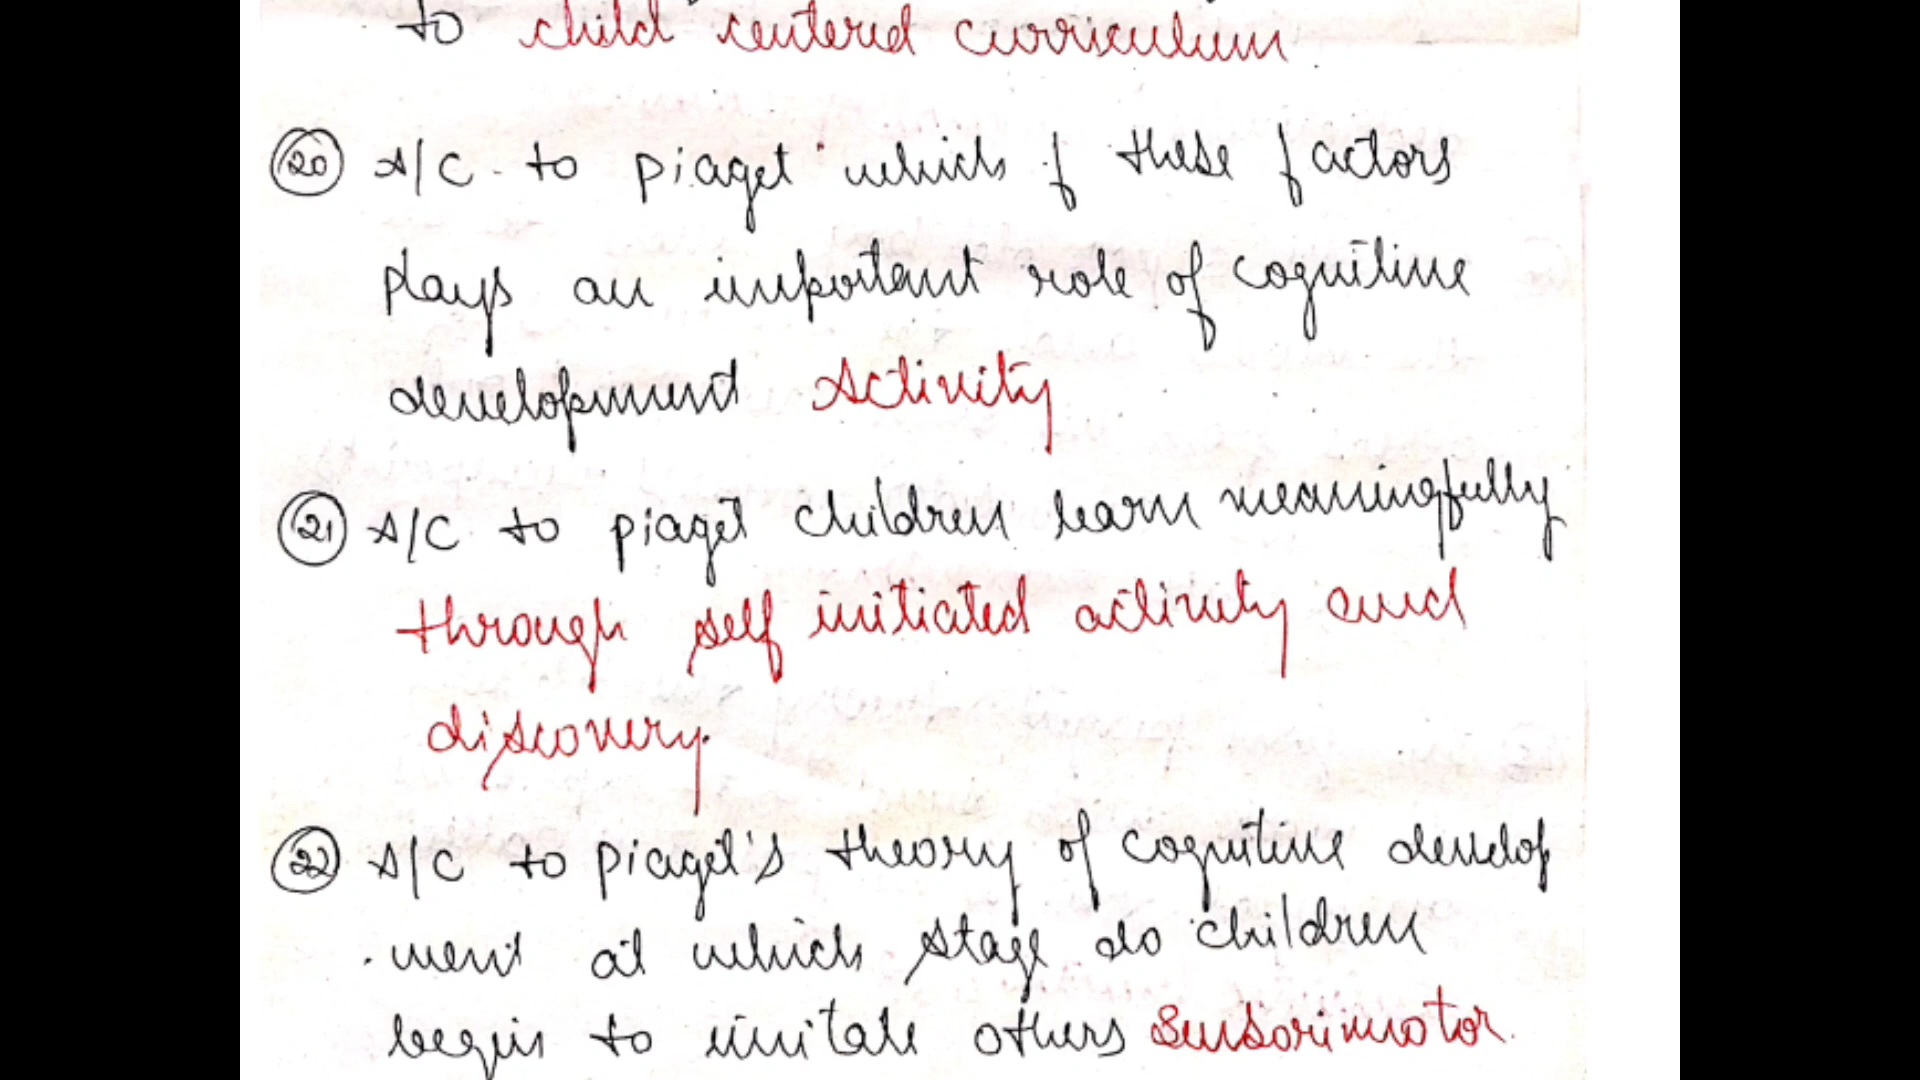 to child centered curriculum
20 A/C to piaget which of these factors
plays an important role of cognitive
development Activity
21 A/C to piaget children learn meaningfully
through self initiated activity and
discovery.
22 A/C to piaget's theory of cognitive develop
ment at which stage do children
begin to imitate others Sensorimotor.